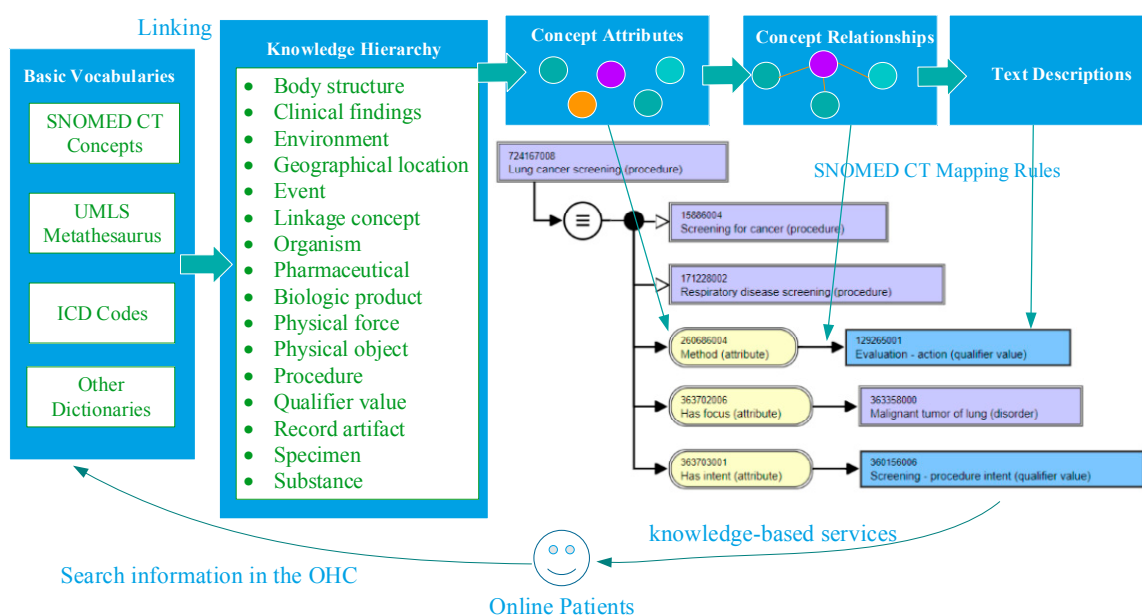 Linking
Basic Vocabularies
SNOMED CT
Concepts
UMLS
Metathesaurus
ICD Codes
Other
Dictionaries
Knowledge Hierarchy
Body structure
Clinical findings
Environment
Geographical location
Event
Linkage concept
Organism
Pharmaceutical
Biologic product
Physical force
Physical object
Procedure
Qualifier value
Record artifact
Specimen
Substance
Concept Attributes
Concept Relationships
Text Descriptions
SNOMED CT Mapping Rules
724167008
Lung cancer screening (procedure)
≡
15886004
Screening for cancer (procedure)
171228002
Respiratory disease screening (procedure)
260686004
Method (attribute)
129265001
Evaluation - action (qualifier value)
363702006
Has focus (attribute)
363358000
Malignant tumor of lung (disorder)
363703001
Has intent (attribute)
360156006
Screening - procedure intent (qualifier value)
knowledge-based services
Search information in the OHC
Online Patients